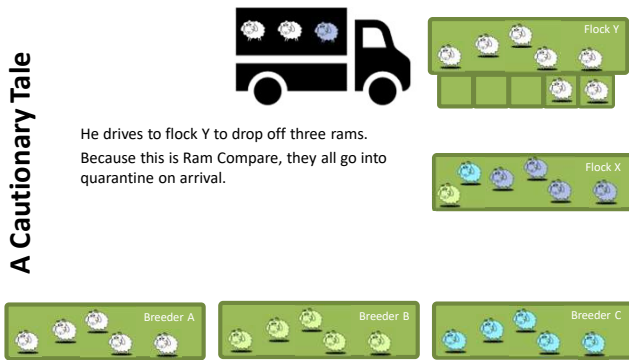 A Cautionary Tale
He drives to flock Y to drop off three rams.
Because this is Ram Compare, they all go into
quarantine on arrival.
Flock Y
Flock X
Breeder A
Breeder B
Breeder C